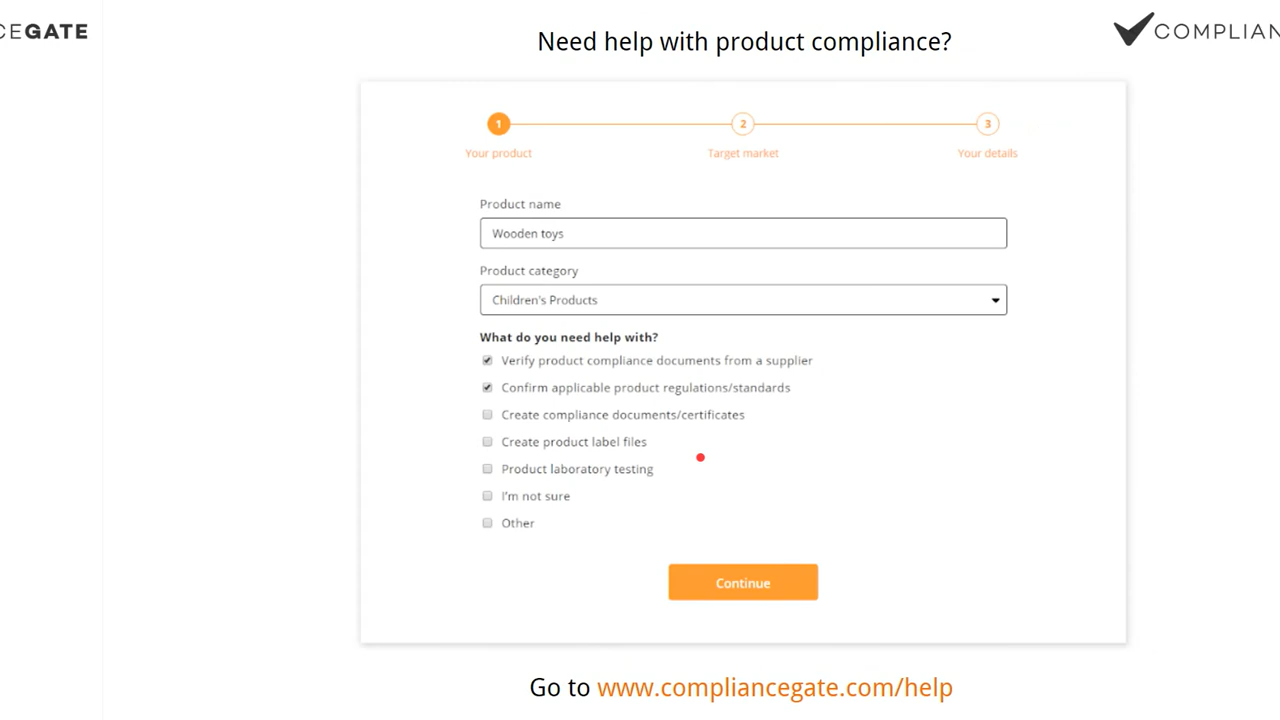 CEGATE
Need help with product compliance?
COMPLIAN
1
2
3
Your product
Target market
Your details
Product name
Wooden toys
Product category
Children's Products
What do you need help with?
Verify product compliance documents from a supplier
Confirm applicable product regulations/standards
Create compliance documents/certificates
Create product label files
Product laboratory testing
I'm not sure
Other
Continue
Go to www.compliancegate.com/help